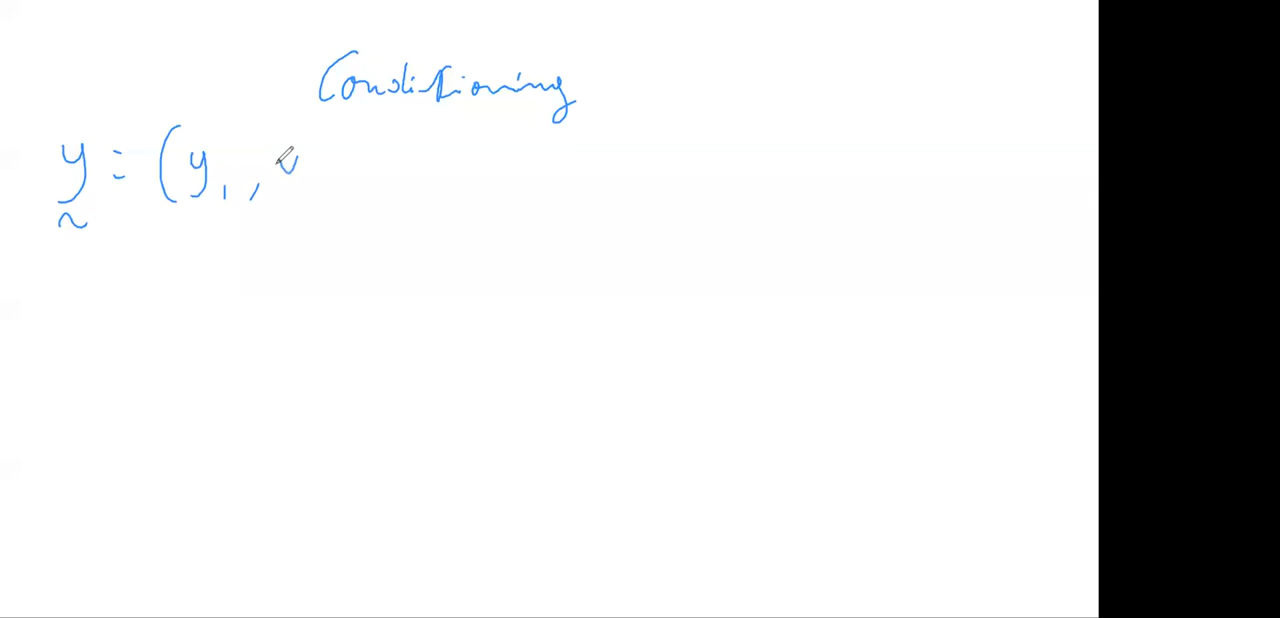 Conditioning
y = (y₁,
~